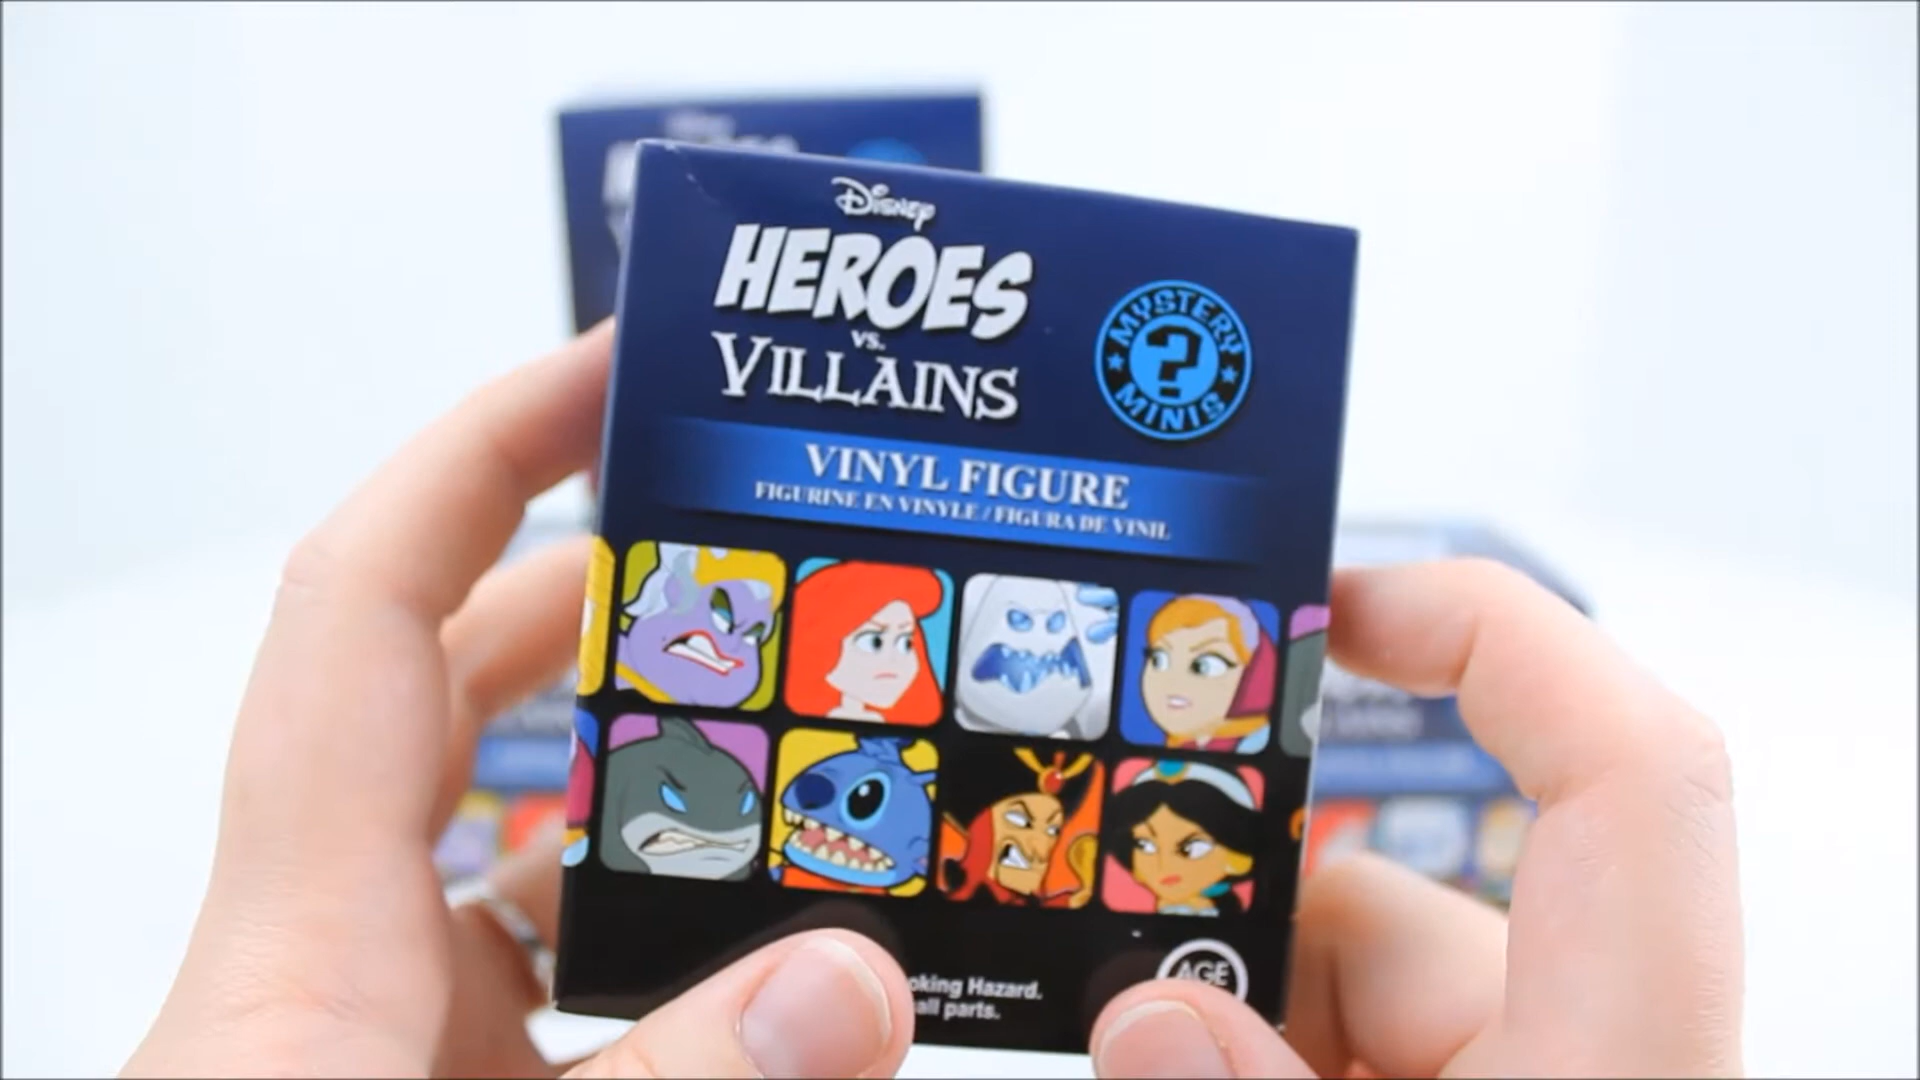 Disney
HEROES
vs.
VILLAINS
MYSTERY
?
MINIS
VINYL FIGURE
FIGURINE EN VINYLE / FIGURA DE VINIL
oking Hazard.
all parts.
AGE